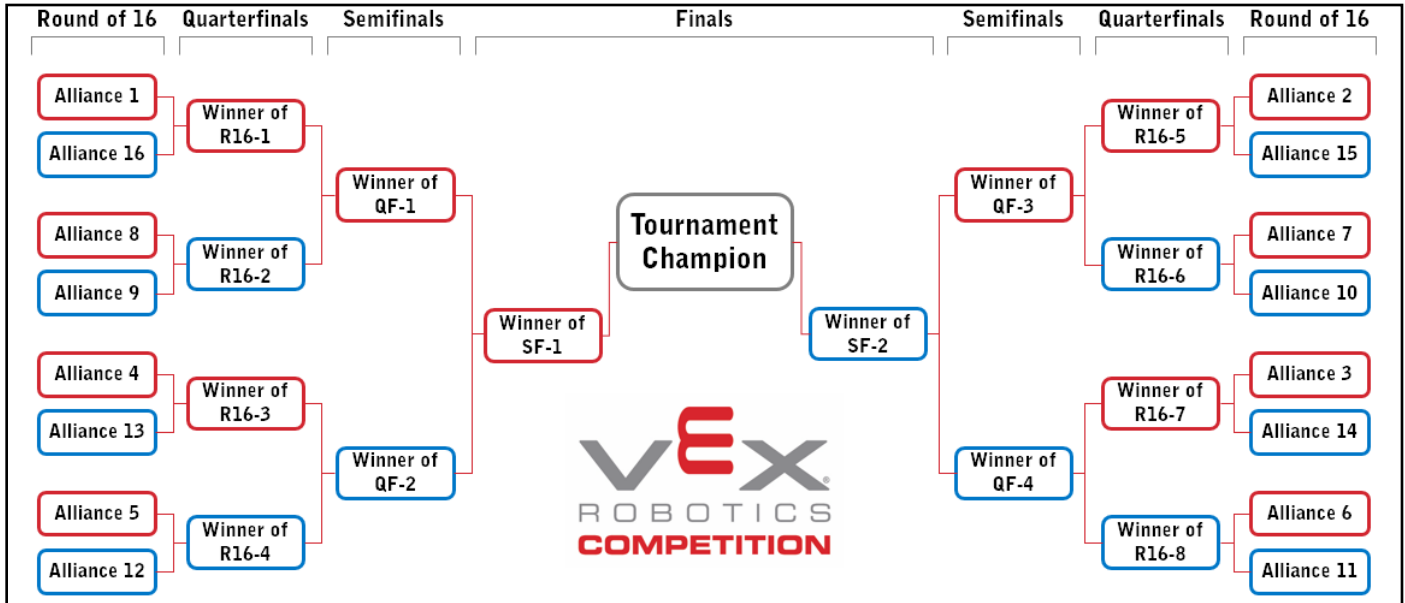 Round of 16
Quarterfinals
Semifinals
Finals
Semifinals
Quarterfinals
Round of 16
Alliance 1
Alliance 16
Alliance 8
Alliance 9
Alliance 4
Alliance 13
Alliance 5
Alliance 12
Winner of
R16-1
Winner of
R16-2
Winner of
R16-3
Winner of
R16-4
Winner of
QF-1
Winner of
QF-2
Winner of
SF-1
Tournament
Champion
Winner of
SF-2
Winner of
QF-3
Winner of
QF-4
Winner of
R16-5
Winner of
R16-6
Winner of
R16-7
Winner of
R16-8
Alliance 2
Alliance 15
Alliance 7
Alliance 10
Alliance 3
Alliance 14
Alliance 6
Alliance 11
VEX
ROBOTICS
COMPETITION